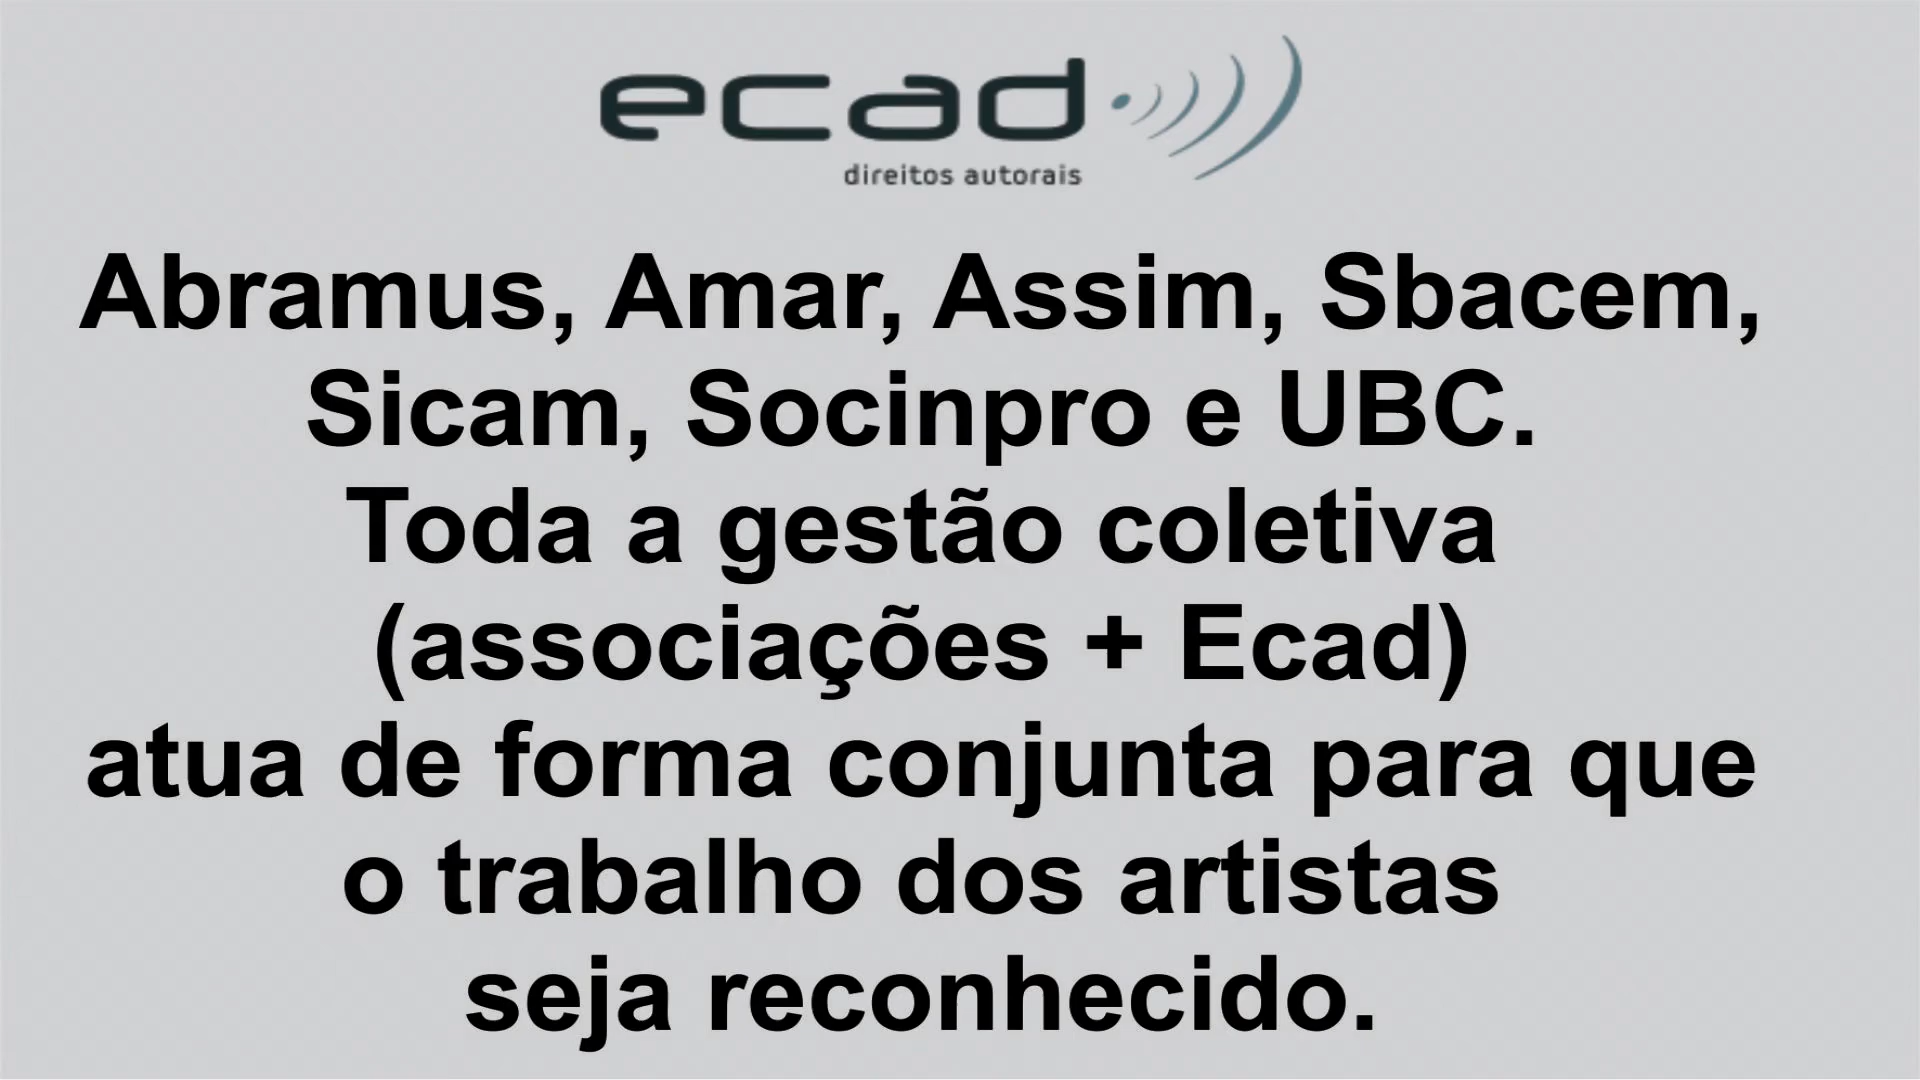 ecad
direitos autorais
Abramus, Amar, Assim, Sbacem,
Sicam, Socinpro e UBC.
Toda a gestão coletiva
(associações + Ecad)
atua de forma conjunta para que
o trabalho dos artistas
seja reconhecido.